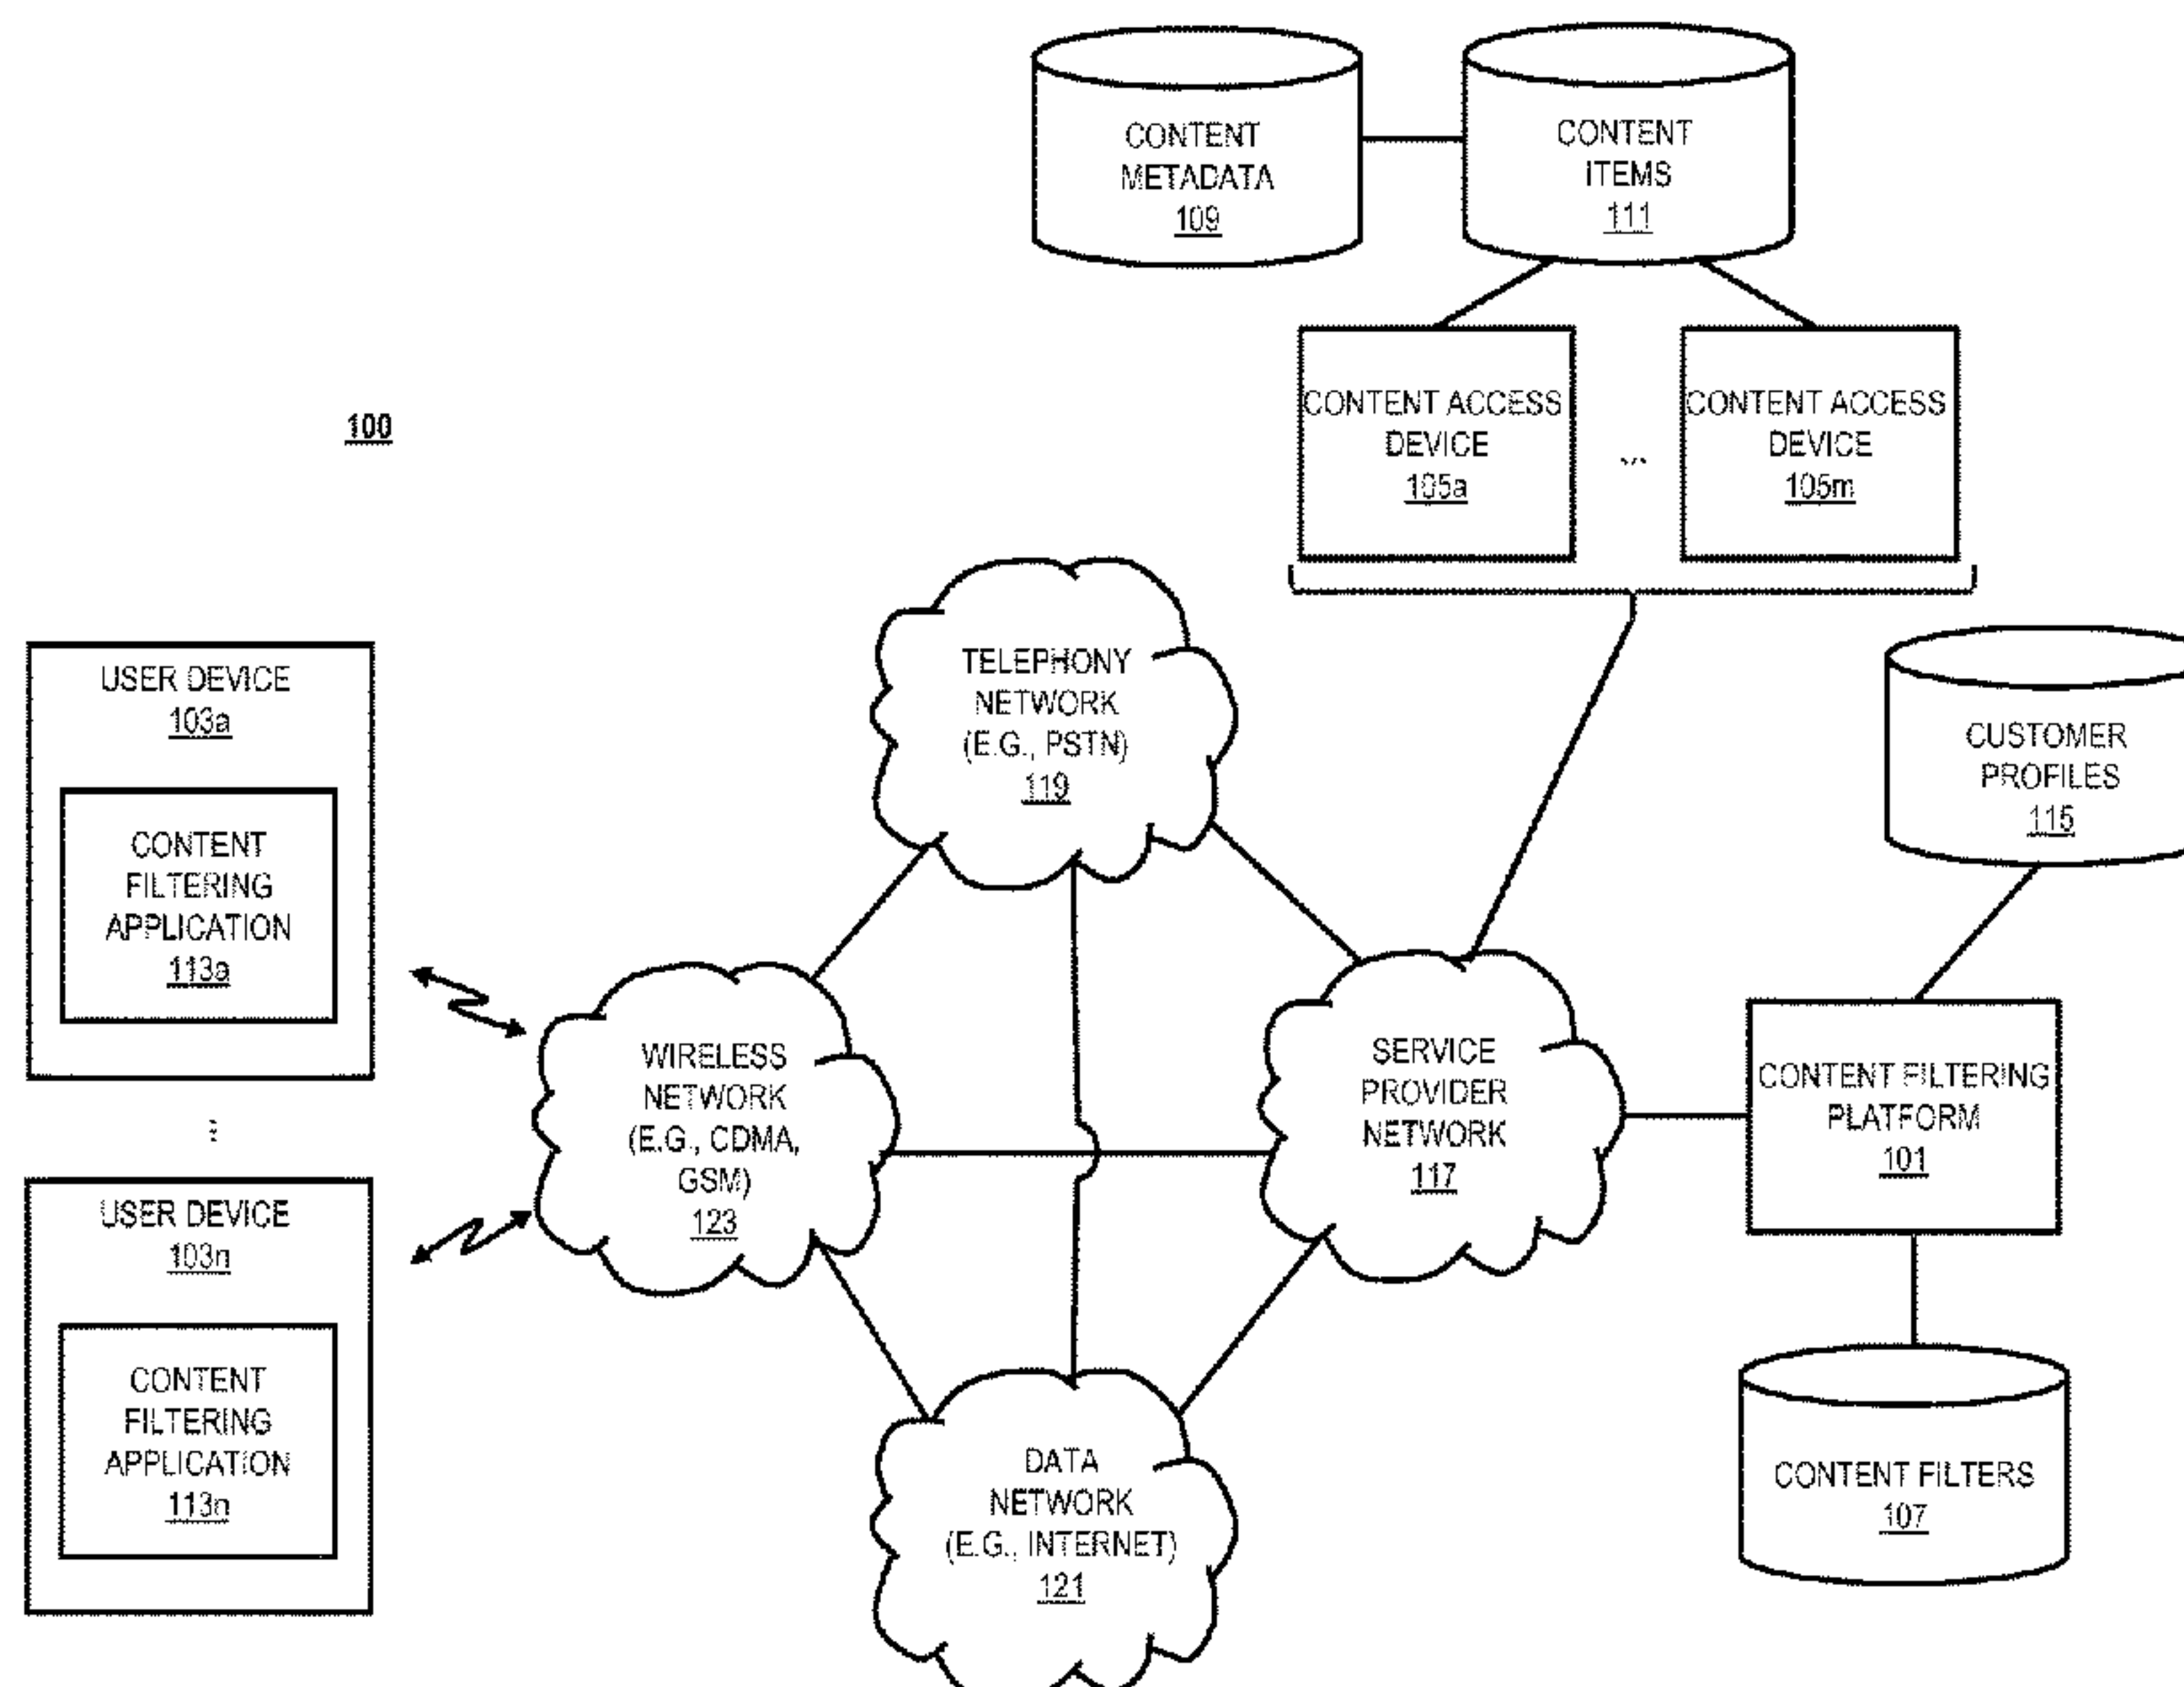 CONTENT
METADATA
109
CONTENT
ITEMS
111
100
CONTENT ACCESS
DEVICE
105a
...
CONTENT ACCESS
DEVICE
105m
USER DEVICE
103a
CONTENT
FILTERING
APPLICATION
113a
...
USER DEVICE
103n
CONTENT
FILTERING
APPLICATION
113n
TELEPHONY
NETWORK
(E.G., PSTN)
119
WIRELESS
NETWORK
(E.G., CDMA,
GSM)
123
SERVICE
PROVIDER
NETWORK
117
DATA
NETWORK
(E.G., INTERNET)
121
CUSTOMER
PROFILES
115
CONTENT FILTERING
PLATFORM
101
CONTENT FILTERS
107